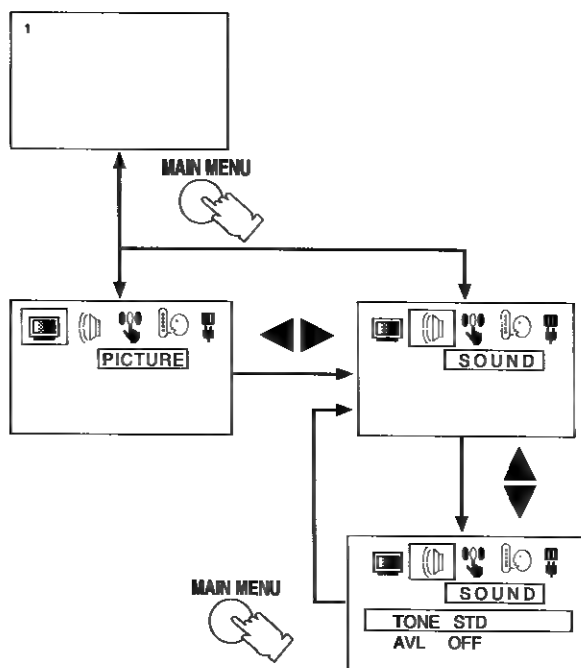 1
MAIN MENU
PICTURE
SOUND
MAIN MENU
SOUND
TONE STD
AVL OFF